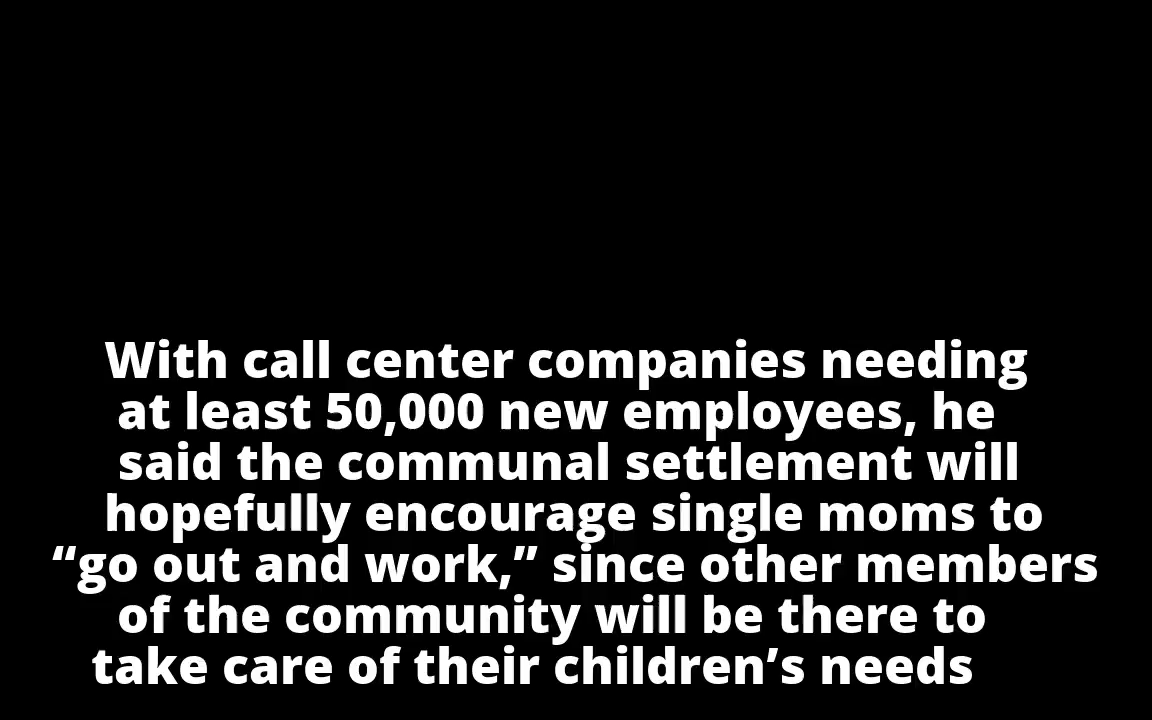 With call center companies needing
at least 50,000 new employees, he
said the communal settlement will
hopefully encourage single moms to
“go out and work,” since other members
of the community will be there to
take care of their children’s needs